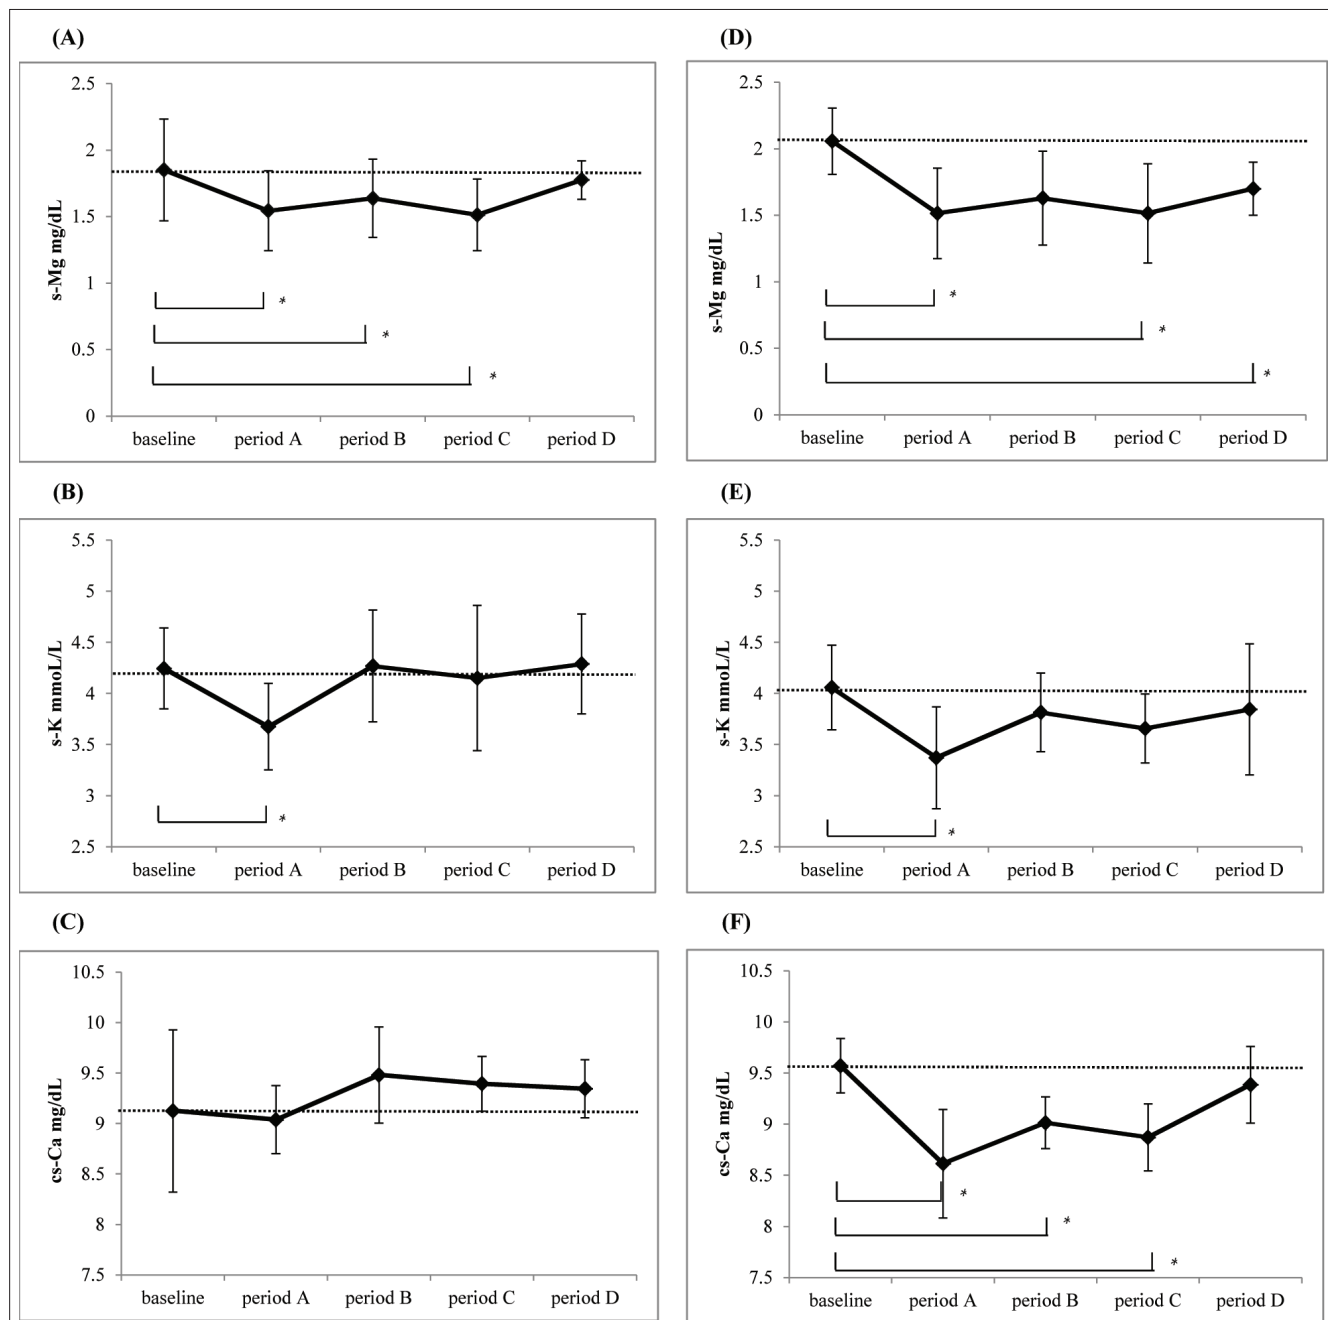 (A)
s-Mg mg/dL
2.5
2
1.5
1
0.5
0
*
*
*
baseline period A period B period C period D
(D)
s-Mg mg/dL
2.5
2
1.5
1
0.5
0
*
*
*
baseline period A period B period C period D
(B)
s-K mmoL/L
5.5
5
4.5
4
3.5
3
2.5
*
baseline period A period B period C period D
(E)
s-K mmoL/L
5.5
5
4.5
4
3.5
3
2.5
*
baseline period A period B period C period D
(C)
cs-Ca mg/dL
10.5
10
9.5
9
8.5
8
7.5
baseline period A period B period C period D
(F)
cs-Ca mg/dL
10.5
10
9.5
9
8.5
8
7.5
*
*
*
baseline period A period B period C period D